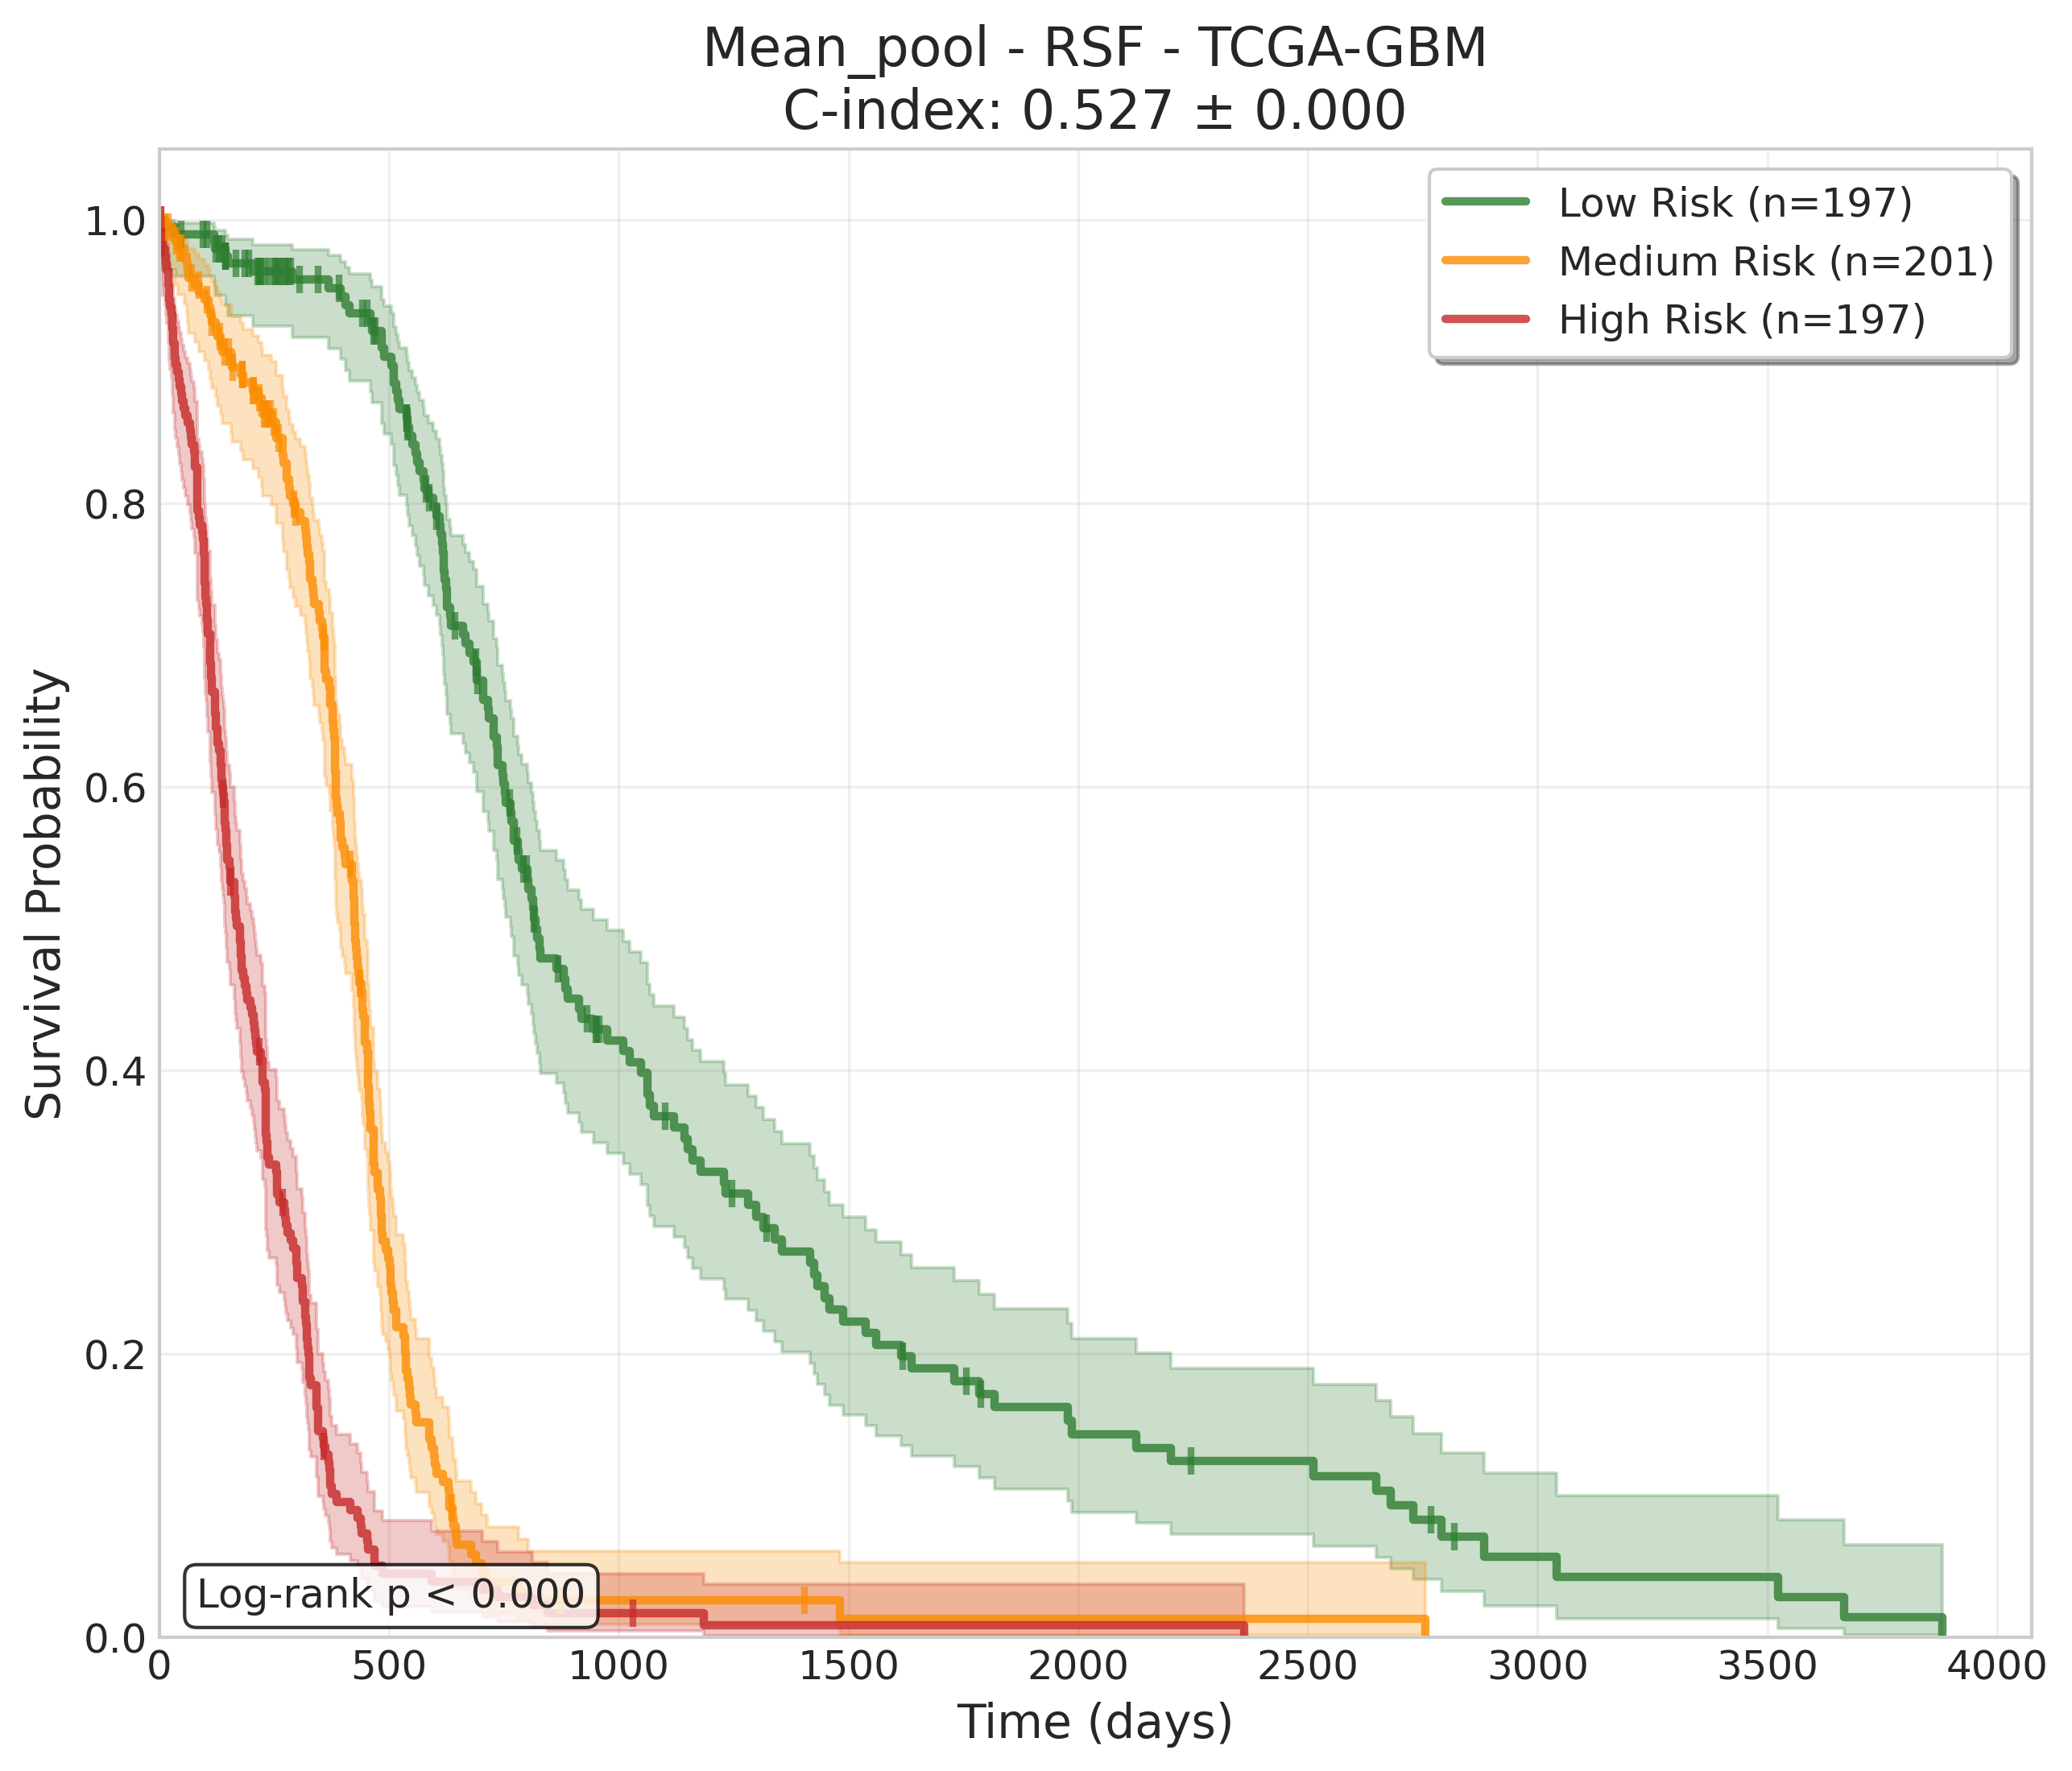 Mean_pool - RSF - TCGA-GBM
C-index: 0.527 ± 0.000
Low Risk (n=197)
Medium Risk (n=201)
High Risk (n=197)
Survival Probability
1.0
0.8
0.6
0.4
0.2
0.0
Log-rank p < 0.000
0 500 1000 1500 2000 2500 3000 3500 4000
Time (days)